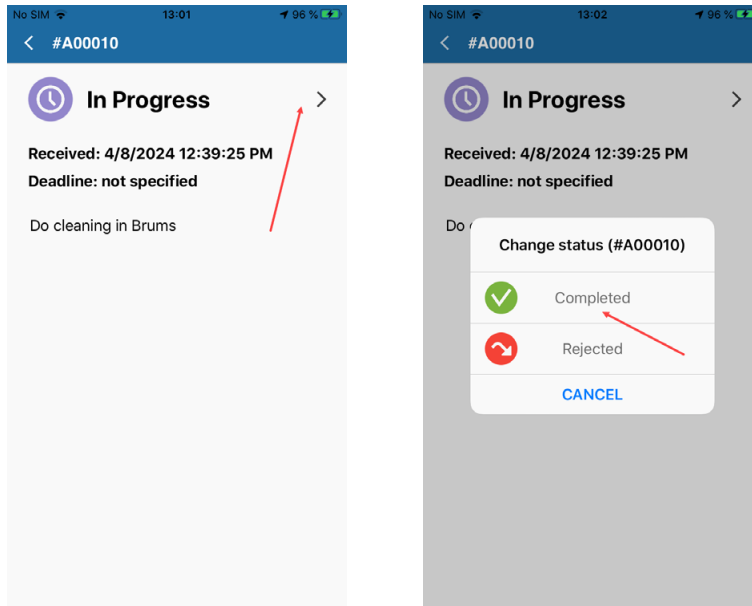 No SIM 13:01 96 %
#A00010
In Progress
Received: 4/8/2024 12:39:25 PM
Deadline: not specified
Do cleaning in Brums
No SIM 13:02 96 %
#A00010
In Progress
Received: 4/8/2024 12:39:25 PM
Deadline: not specified
Do
Change status (#A00010)
Completed
Rejected
CANCEL